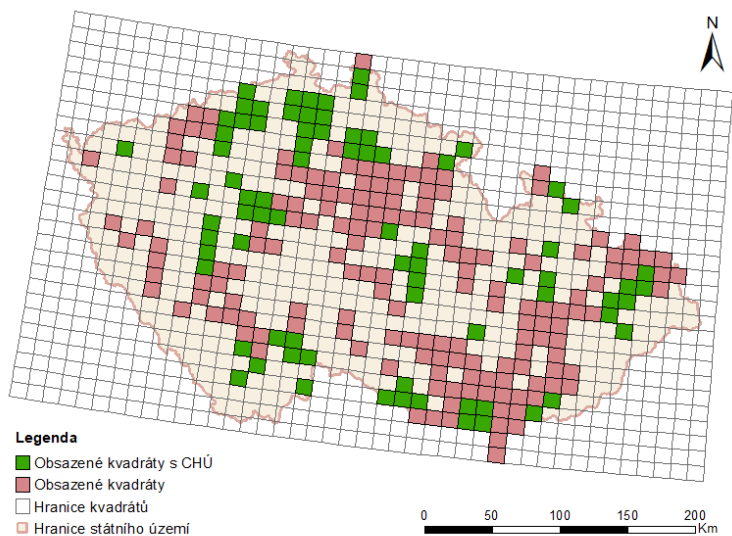 N
Legenda
Obsazené kvadráty s CHÚ
Obsazené kvadráty
Hranice kvadrátů
Hranice státního území
0 50 100 150 200
Km